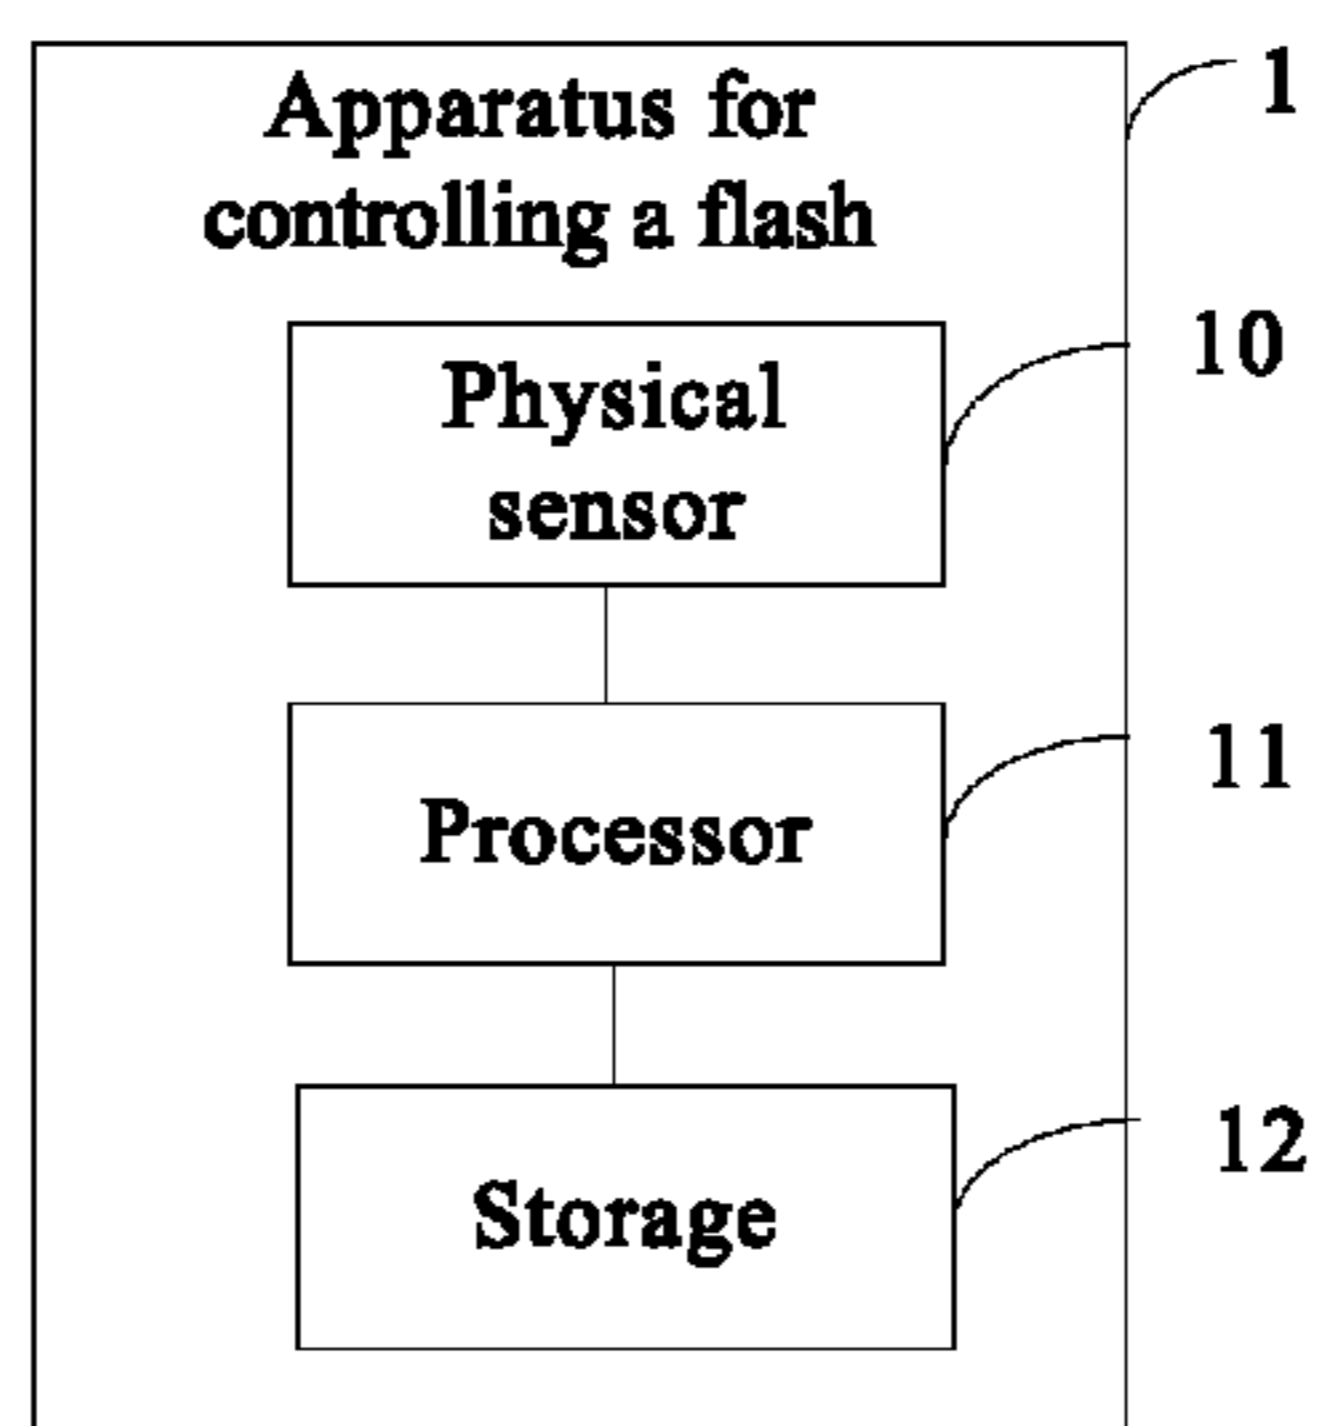 Apparatus for
controlling a flash
1
Physical
sensor
10
Processor
11
Storage
12